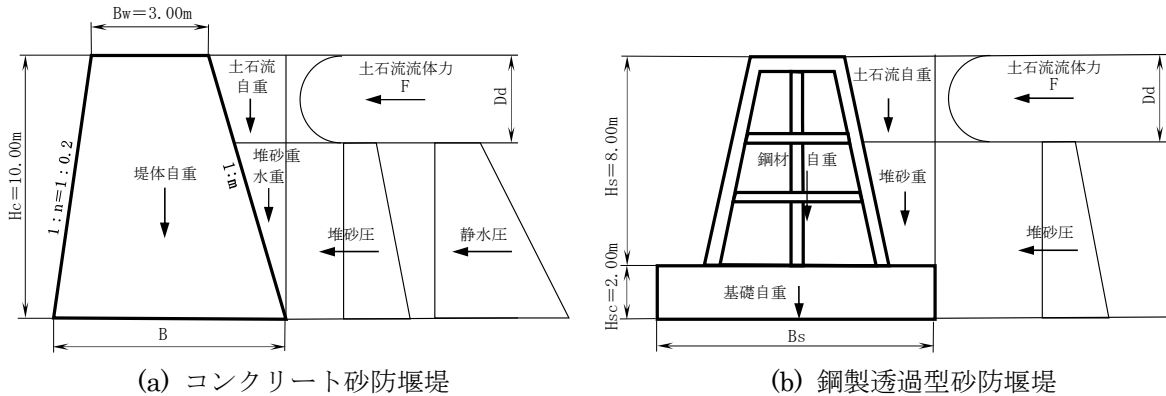 Bw＝3.00m
土石流
自重
土石流流体力
F
Dd
Hc＝10.00m
1:n＝1:0.2
堤体自重
1:m
堆砂重
水重
堆砂圧
静水圧
B
(a) コンクリート砂防堰堤
土石流自重
土石流流体力
F
Dd
Hs＝8.00m
鋼材 自重
堆砂重
堆砂圧
Hsc＝2.00m
基礎自重
Bs
(b) 鋼製透過型砂防堰堤